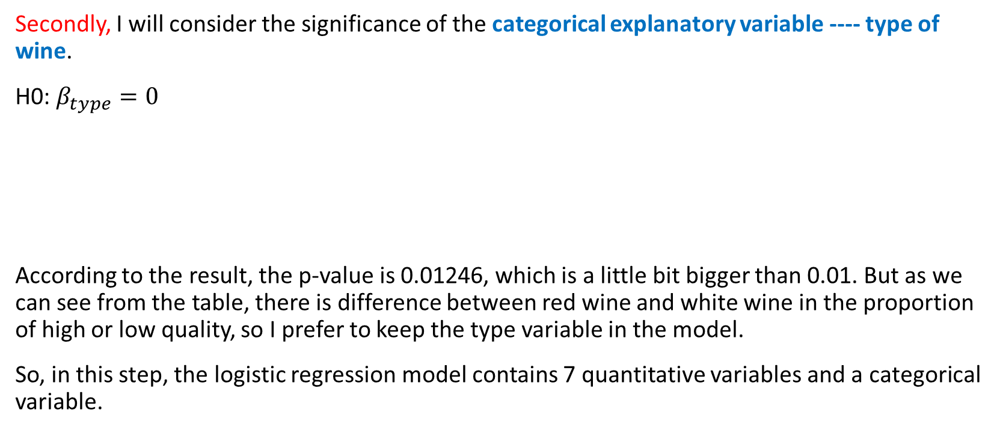 Secondly, I will consider the significance of the categorical explanatory variable ---- type of
wine.
H0: βtype = 0
According to the result, the p-value is 0.01246, which is a little bit bigger than 0.01. But as we
can see from the table, there is difference between red wine and white wine in the proportion
of high or low quality, so I prefer to keep the type variable in the model.
So, in this step, the logistic regression model contains 7 quantitative variables and a categorical
variable.